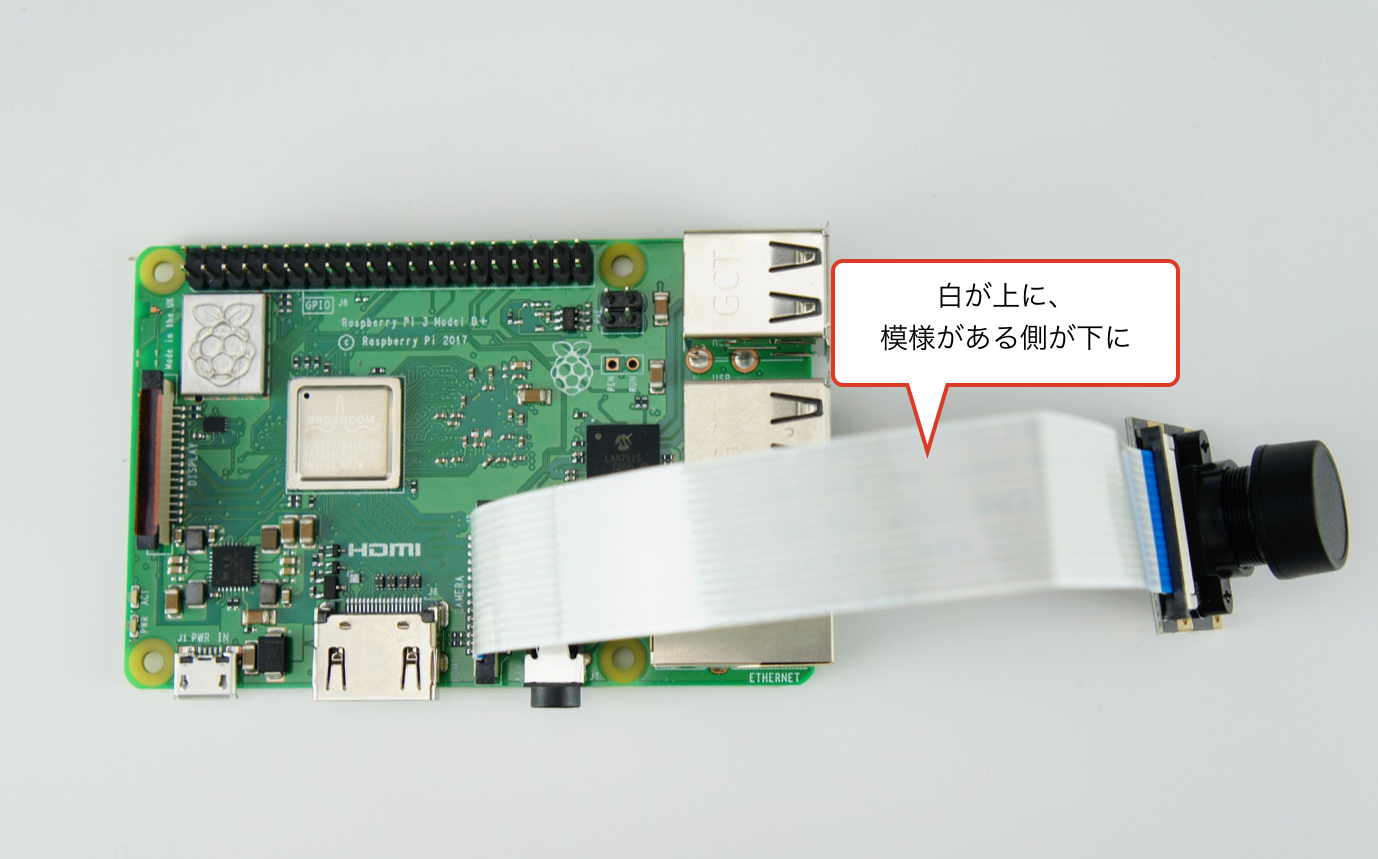 白が上に、
模様がある側が下に
GCT
GPIO
J8
Raspberry Pi 3 Model B+
© Raspberry Pi 2017
Made in the UK
PEN
RUN
BROADCOM
USB
LAN7515
DISPLAY
HDMI
CAMERA
J6
ACT
PWR
J1 PWR IN
J7
ETHERNET